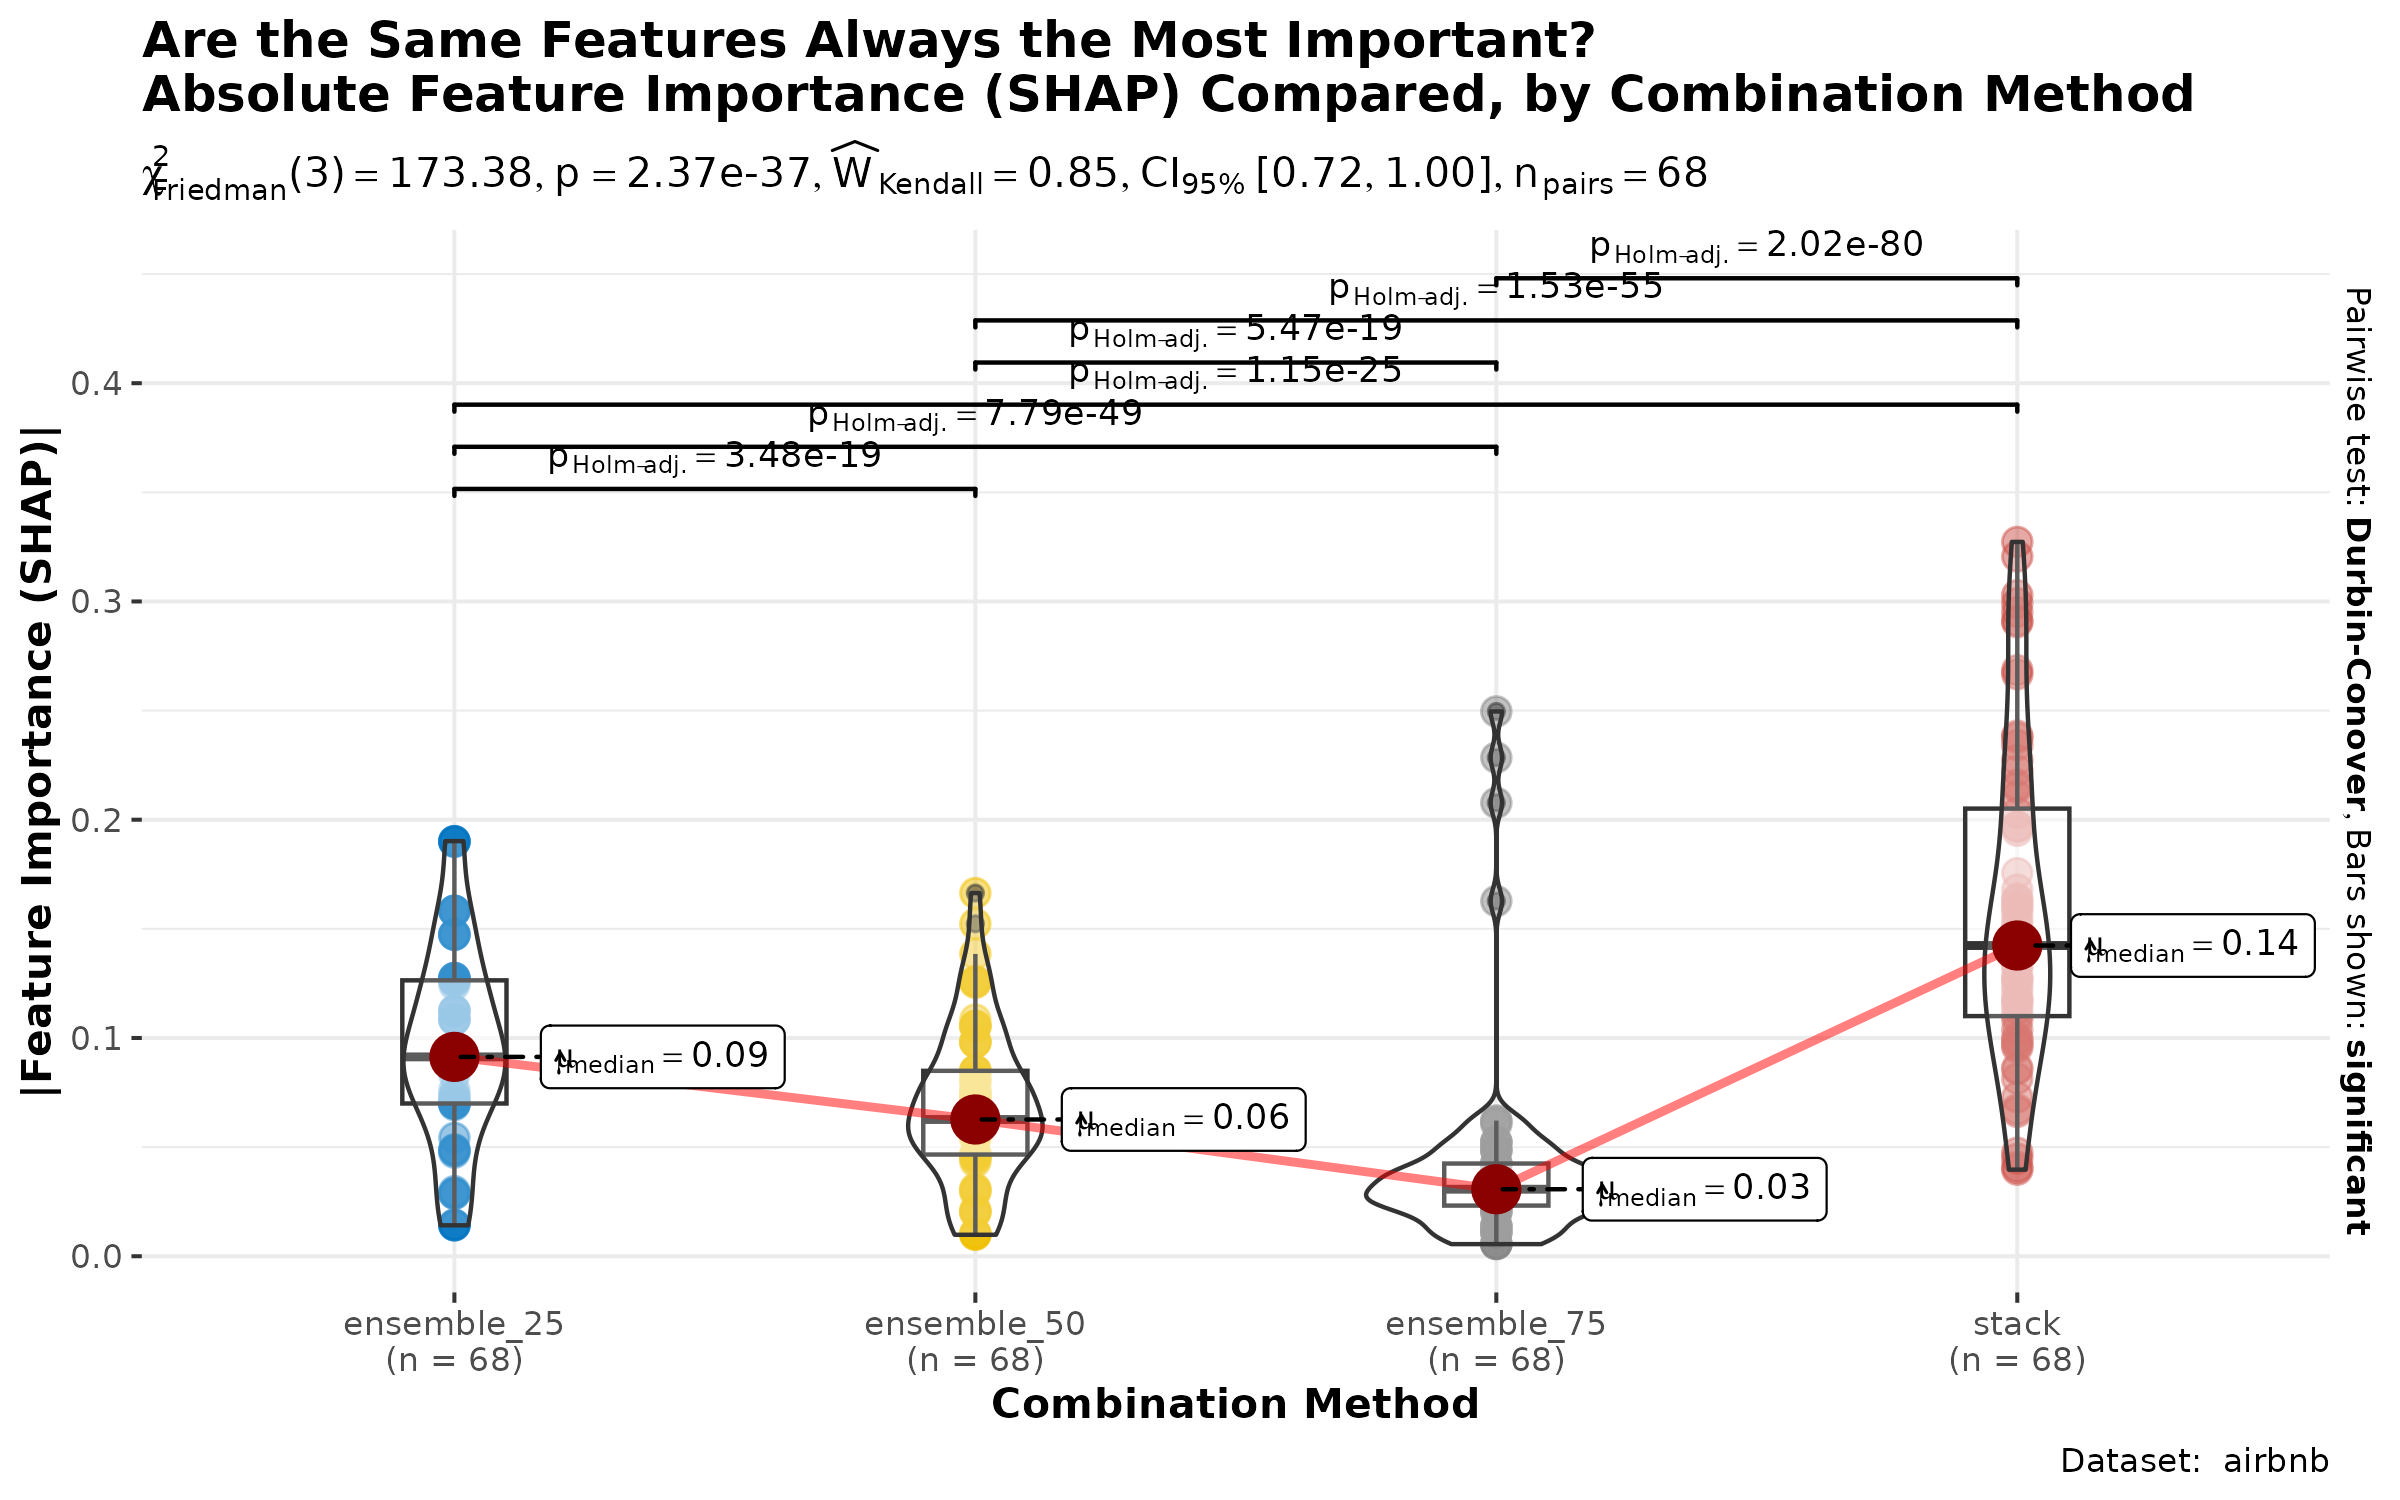 Are the Same Features Always the Most Important?
Absolute Feature Importance (SHAP) Compared, by Combination Method
χ²Friedman(3) = 173.38, p = 2.37e-37, ŴKendall = 0.85, CI95% [0.72, 1.00], npairs = 68
pHolm-adj. = 2.02e-80
pHolm-adj. = 1.53e-55
pHolm-adj. = 5.47e-19
pHolm-adj. = 1.15e-25
pHolm-adj. = 7.79e-49
pHolm-adj. = 3.48e-19
|Feature Importance (SHAP)|
0.4
0.3
0.2
0.1
0.0
μ̂median = 0.09
μ̂median = 0.06
μ̂median = 0.03
μ̂median = 0.14
Pairwise test: Durbin-Conover, Bars shown: significant
ensemble_25
(n = 68)
ensemble_50
(n = 68)
ensemble_75
(n = 68)
stack
(n = 68)
Combination Method
Dataset: airbnb